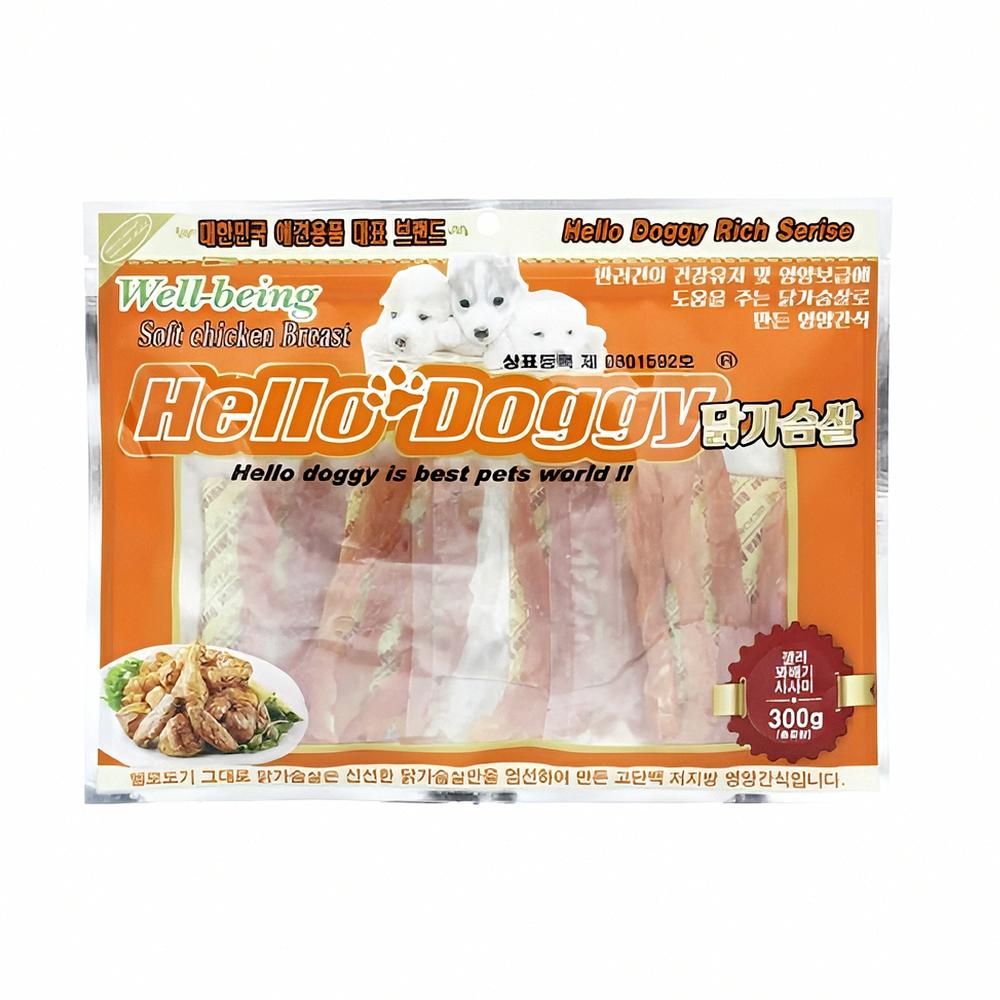 대한민국 애견용품 대표 브랜드
Hello Doggy Rich Serise
Well-being
Soft chicken Breast
반려견의 건강유지 및 영양보급에
도움을 주는 닭가슴살로
만든 영양간식
상표등록 제 0601592호 ®
Hello Doggy 닭가슴살
Hello doggy is best pets world !!
꽈배기
사사미
300g
헬로도기 그대로 닭가슴살은 신선한 닭가슴살만을 엄선하여 만든 고단백 저지방 영양간식입니다.